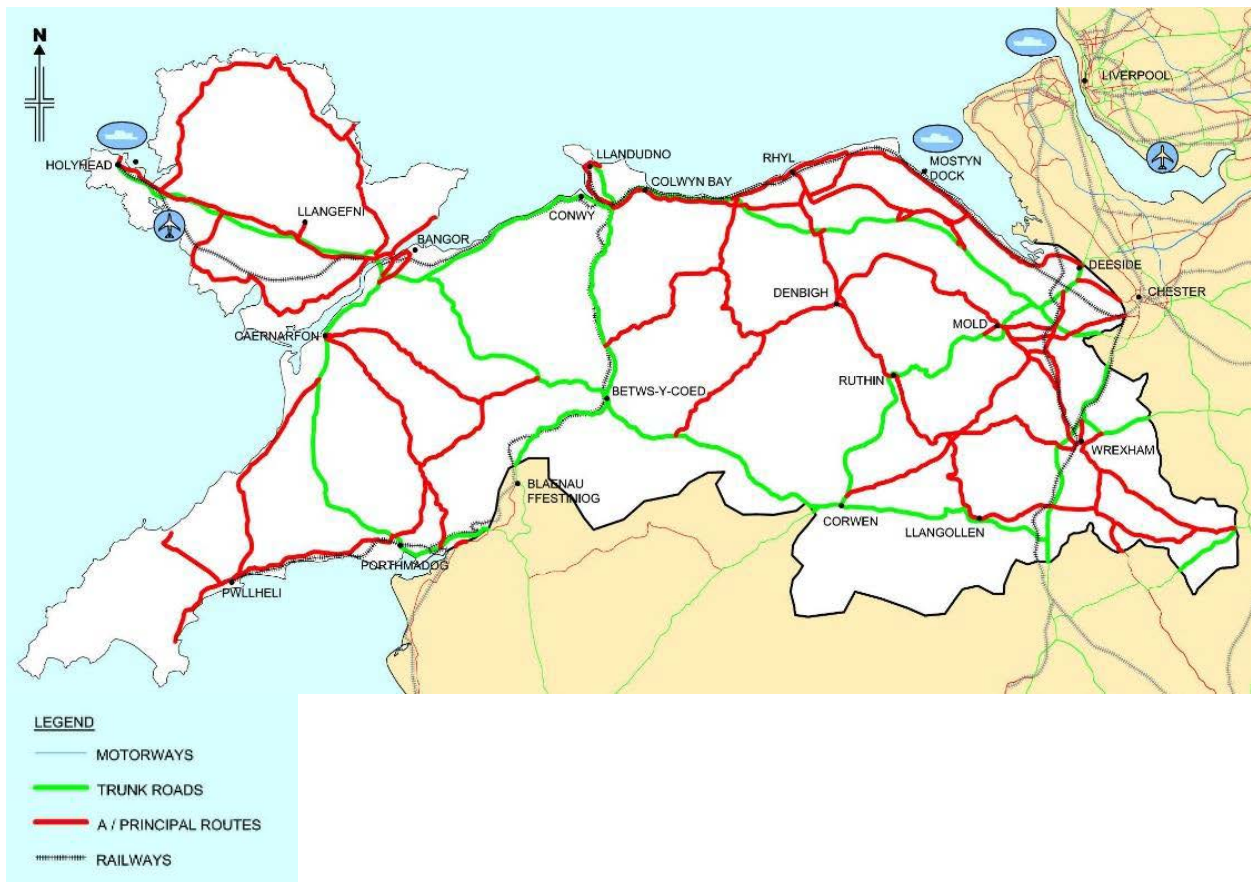 N
LIVERPOOL
HOLYHEAD
LLANDUDNO
RHYL
MOSTYN
DOCK
COLWYN BAY
CONWY
LLANGEFNI
BANGOR
DEESIDE
CHESTER
DENBIGH
MOLD
CAERNARFON
RUTHIN
BETWS-Y-COED
WREXHAM
BLAENAU
FFESTINIOG
CORWEN
LLANGOLLEN
PORTHMADOG
PWLLHELI
LEGEND
MOTORWAYS
TRUNK ROADS
A / PRINCIPAL ROUTES
RAILWAYS